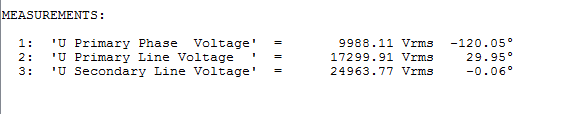 MEASUREMENTS:
1: 'U Primary Phase  Voltage'  =       9988.11 Vrms  -120.05°
2: 'U Primary Line Voltage  '  =      17299.91 Vrms    29.95°
3: 'U Secondary Line Voltage'  =      24963.77 Vrms    -0.06°